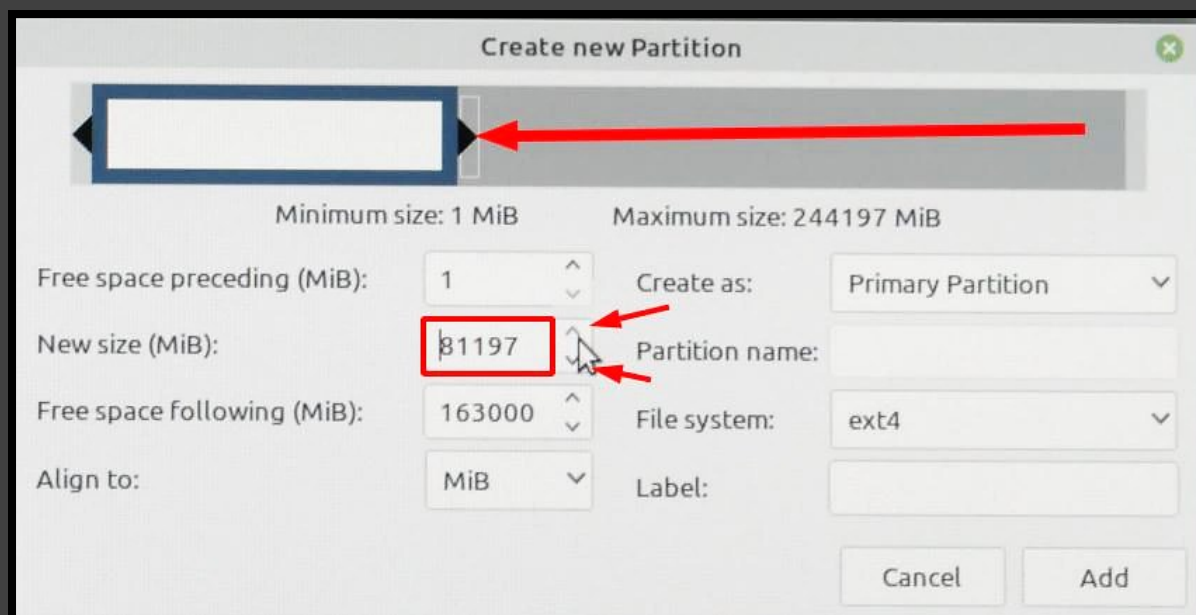 Create new Partition
Minimum size: 1 MiB Maximum size: 244197 MiB
Free space preceding (MiB): 1 Create as: Primary Partition
New size (MiB): 81197 Partition name:
Free space following (MiB): 163000 File system: ext4
Align to: MiB Label:
Cancel Add